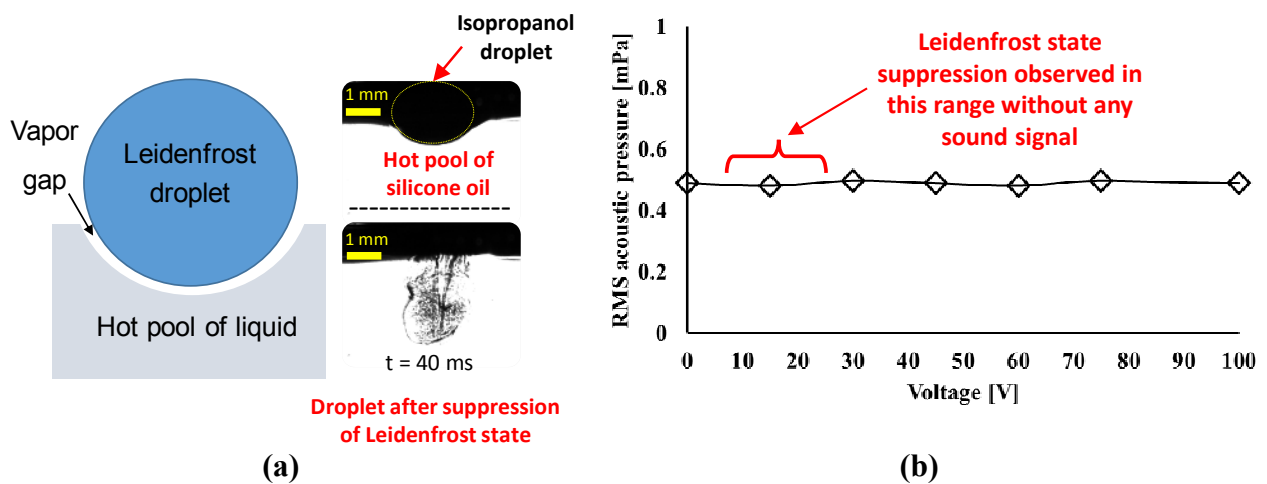 Vapor
gap
Leidenfrost
droplet
Hot pool of liquid
Isopropanol
droplet
1 mm
Hot pool of
silicone oil
1 mm
t = 40 ms
Droplet after suppression
of Leidenfrost state
(a)
(b)
RMS acoustic pressure [mPa]
1
0.8
0.6
0.4
0.2
0
Leidenfrost state
suppression observed in
this range without any
sound signal
0 10 20 30 40 50 60 70 80 90 100
Voltage [V]
(b)